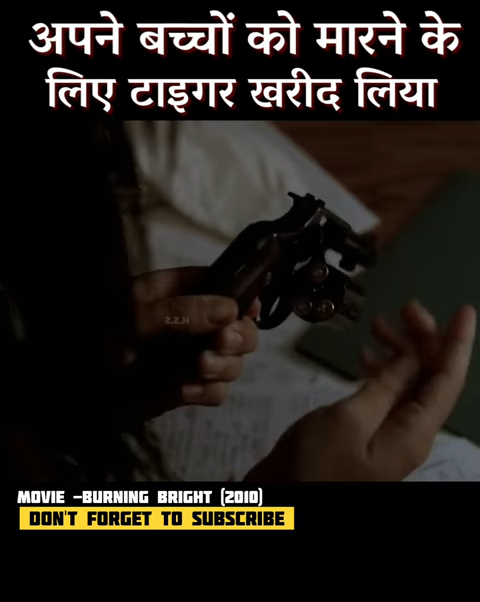 अपने बच्चों को मारने के
लिए टाइगर खरीद लिया
MOVIE -BURNING BRIGHT (2010)
DON'T FORGET TO SUBSCRIBE